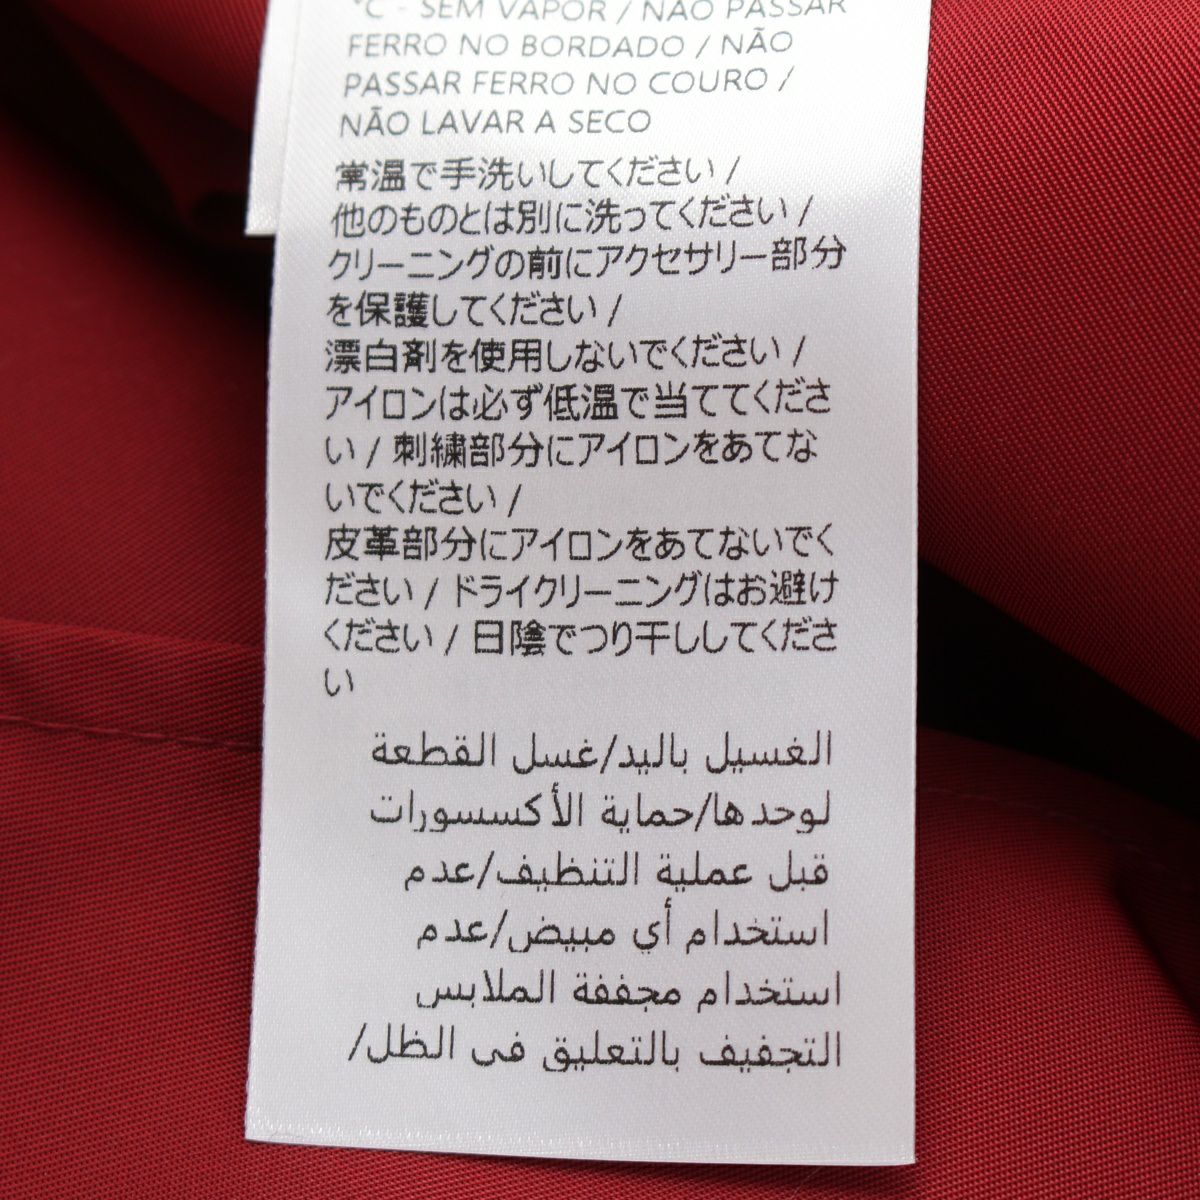 °C - SEM VAPOR / NÃO PASSAR
FERRO NO BORDADO / NÃO
PASSAR FERRO NO COURO /
NÃO LAVAR A SECO
常温で手洗いしてください /
他のものとは別に洗ってください /
クリーニングの前にアクセサリー部分
を保護してください /
漂白剤を使用しないでください /
アイロンは必ず低温で当ててくださ
い / 刺繍部分にアイロンをあてな
いでください /
皮革部分にアイロンをあてないでく
ださい / ドライクリーニングはお避け
ください / 日陰でつり干ししてくださ
い
الغسيل باليد/غسل القطعة
لوحدها/حماية الأكسسورات
قبل عملية التنظيف/عدم
استخدام أي مبيض/عدم
استخدام مجففة الملابس
التجفيف بالتعليق في الظل/